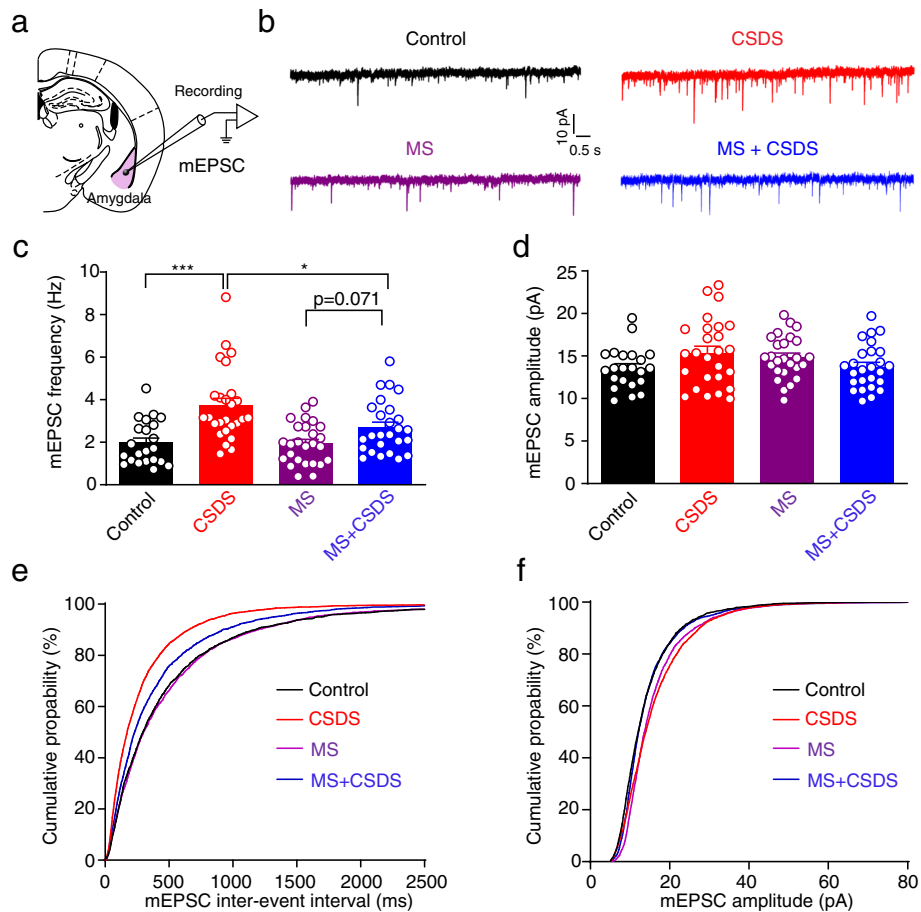 a
Recording
mEPSC
Amygdala
b
Control
CSDS
10 pA
0.5 s
MS
MS + CSDS
c
mEPSC frequency (Hz)
10
8
6
4
2
0
***
*
p=0.071
Control
CSDS
MS
MS+CSDS
d
mEPSC amplitude (pA)
25
20
15
10
5
0
Control
CSDS
MS
MS+CSDS
e
Cumulative propability (%)
100
80
60
40
20
0
Control
CSDS
MS
MS+CSDS
0 500 1000 1500 2000 2500
mEPSC inter-event interval (ms)
f
Cumulative propability (%)
100
80
60
40
20
0
Control
CSDS
MS
MS+CSDS
0 20 40 60 80
mEPSC amplitude (pA)